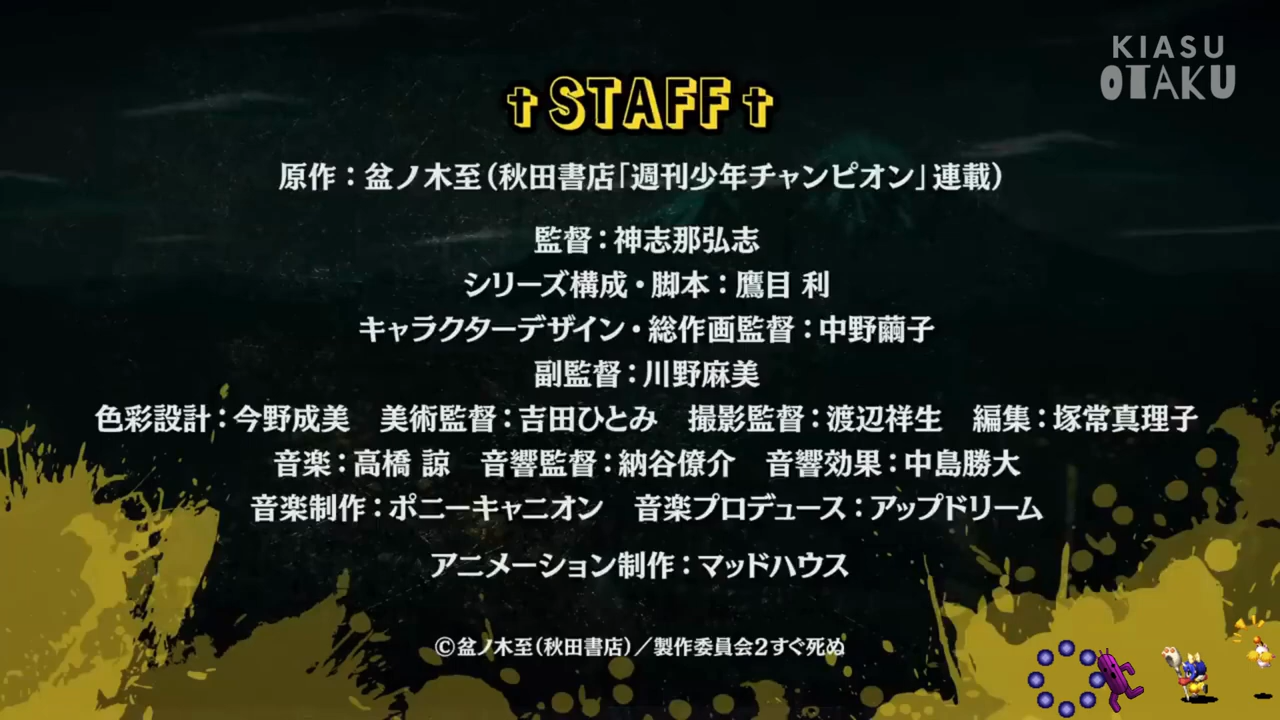 KIASU
OTAKU
✝STAFF✝
原作：盆ノ木至（秋田書店「週刊少年チャンピオン」連載）
監督：神志那弘志
シリーズ構成・脚本：鷹目 利
キャラクターデザイン・総作画監督：中野繭子
副監督：川野麻美
色彩設計：今野成美　美術監督：吉田ひとみ　撮影監督：渡辺祥生　編集：塚常真理子
音楽：高橋 諒　音響監督：納谷僚介　音響効果：中島勝大
音楽制作：ポニーキャニオン　音楽プロデュース：アップドリーム
アニメーション制作：マッドハウス
©盆ノ木至（秋田書店）／製作委員会2すぐ死ぬ